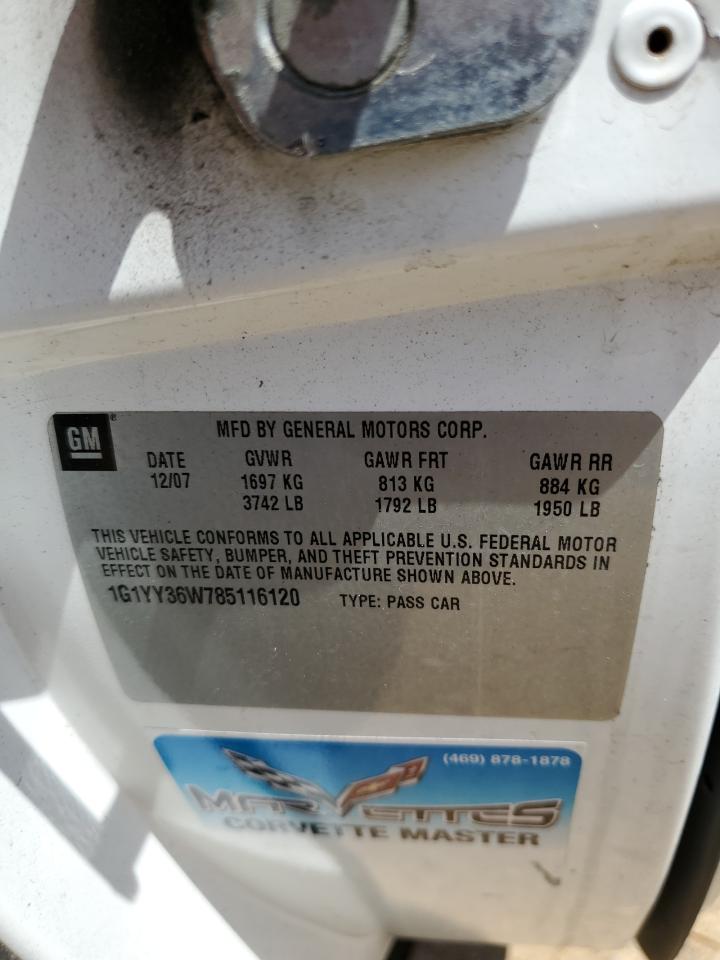 GM
MFD BY GENERAL MOTORS CORP.
DATE GVWR GAWR FRT GAWR RR
12/07 1697 KG 813 KG 884 KG
3742 LB 1792 LB 1950 LB
THIS VEHICLE CONFORMS TO ALL APPLICABLE U.S. FEDERAL MOTOR
VEHICLE SAFETY, BUMPER, AND THEFT PREVENTION STANDARDS IN
EFFECT ON THE DATE OF MANUFACTURE SHOWN ABOVE.
1G1YY36W785116120 TYPE: PASS CAR
(469) 878-1878
MARVETTES
CORVETTE MASTER